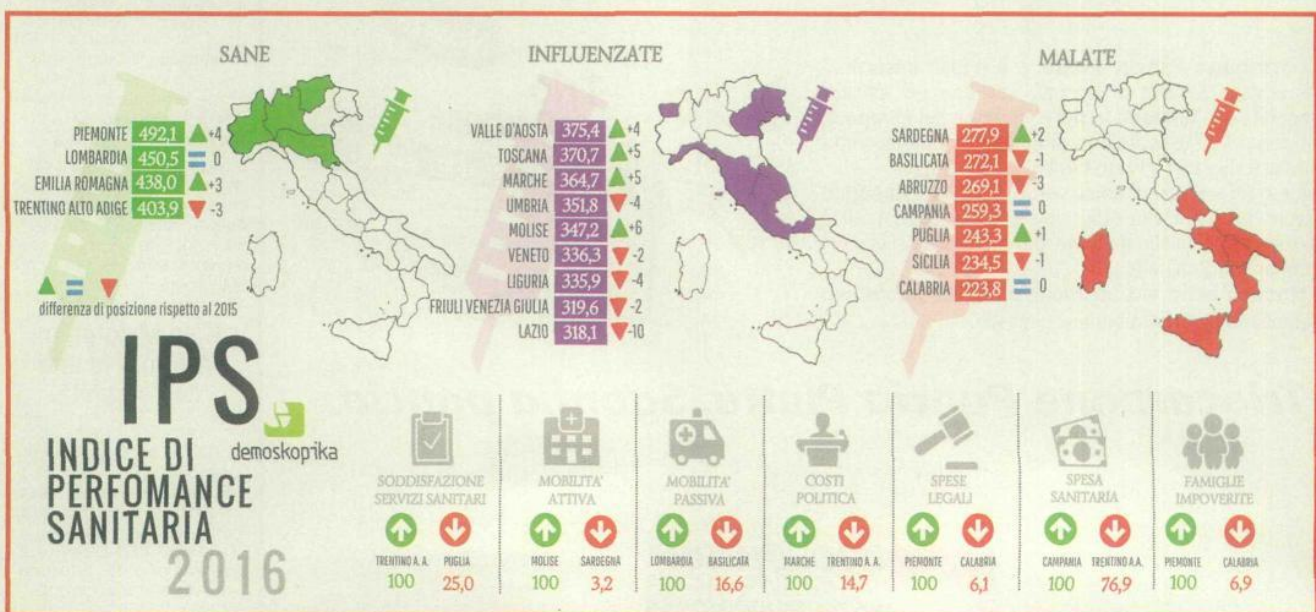 SANE
PIEMONTE 492,1 +4
LOMBARDIA 450,5 0
EMILIA ROMAGNA 438,0 +3
TRENTINO ALTO ADIGE 403,9 -3
differenza di posizione rispetto al 2015
INFLUENZATE
VALLE D'AOSTA 375,4 +4
TOSCANA 370,7 +5
MARCHE 364,7 +5
UMBRIA 351,8 -4
MOLISE 347,2 +6
VENETO 336,3 -2
LIGURIA 335,9 -4
FRIULI VENEZIA GIULIA 319,6 -2
LAZIO 318,1 -10
MALATE
SARDEGNA 277,9 +2
BASILICATA 272,1 -1
ABRUZZO 269,1 -3
CAMPANIA 259,3 0
PUGLIA 243,3 +1
SICILIA 234,5 -1
CALABRIA 223,8 0
IPS
demoskopika
INDICE DI
PERFOMANCE
SANITARIA
2016
SODDISFAZIONE
SERVIZI SANITARI
TRENTINO A. A. PUGLIA
100 25,0
MOBILITA'
ATTIVA
MOLISE SARDEGNA
100 3,2
MOBILITA'
PASSIVA
LOMBARDIA BASILICATA
100 16,6
COSTI
POLITICA
MARCHE TRENTINO A. A.
100 14,7
SPESE
LEGALI
PIEMONTE CALABRIA
100 6,1
SPESA
SANITARIA
CAMPANIA TRENTINO A.A.
100 76,9
FAMIGLIE
IMPOVERITE
PIEMONTE CALABRIA
100 6,9